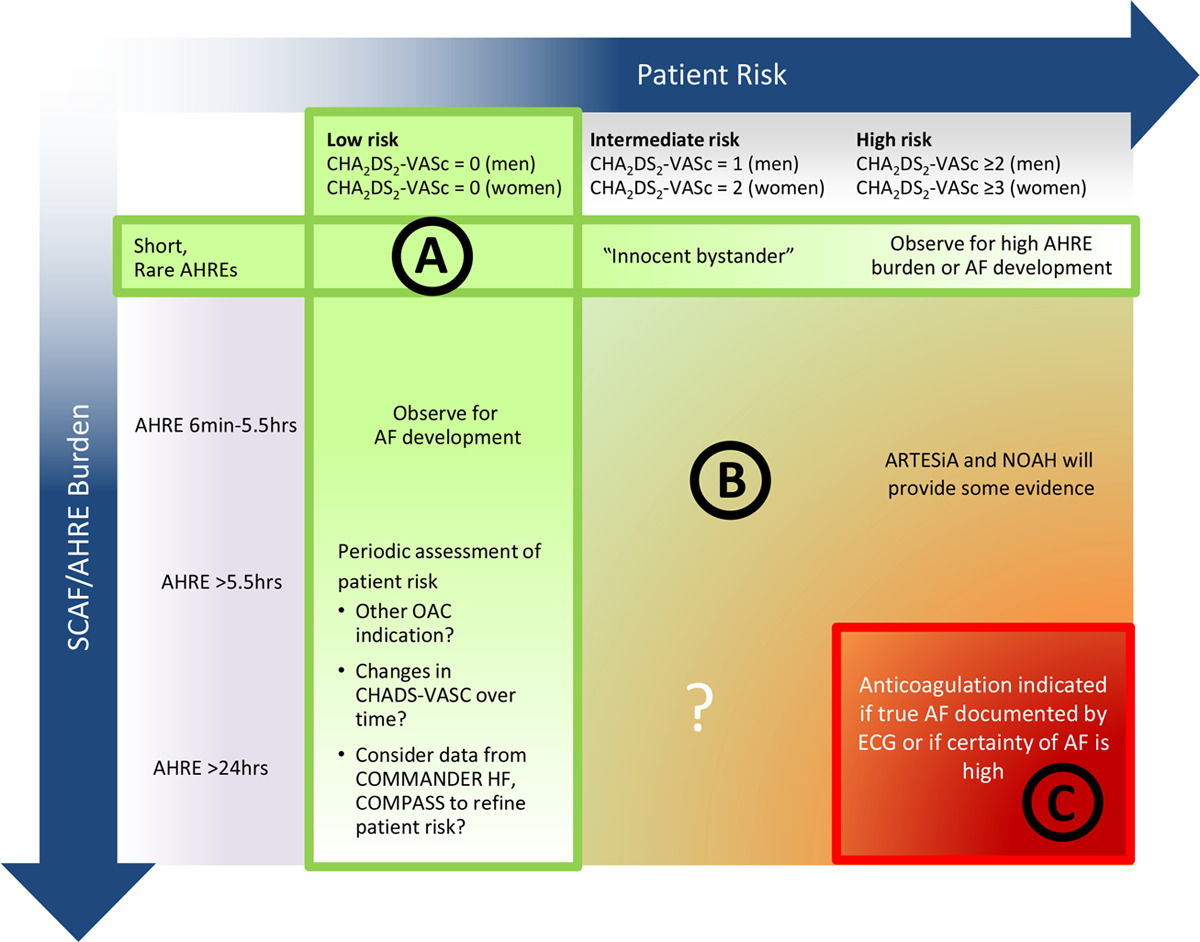 Patient Risk
SCAF/AHRE Burden
Low risk
CHA₂DS₂-VASc = 0 (men)
CHA₂DS₂-VASc = 0 (women)
Intermediate risk
CHA₂DS₂-VASc = 1 (men)
CHA₂DS₂-VASc = 2 (women)
High risk
CHA₂DS₂-VASc ≥2 (men)
CHA₂DS₂-VASc ≥3 (women)
Short,
Rare AHREs
A
“Innocent bystander”
Observe for high AHRE
burden or AF development
AHRE 6min-5.5hrs
Observe for
AF development
B
ARTESiA and NOAH will
provide some evidence
AHRE >5.5hrs
AHRE >24hrs
Periodic assessment of
patient risk
• Other OAC
indication?
• Changes in
CHADS-VASC over
time?
• Consider data from
COMMANDER HF,
COMPASS to refine
patient risk?
?
Anticoagulation indicated
if true AF documented by
ECG or if certainty of AF is
high
C